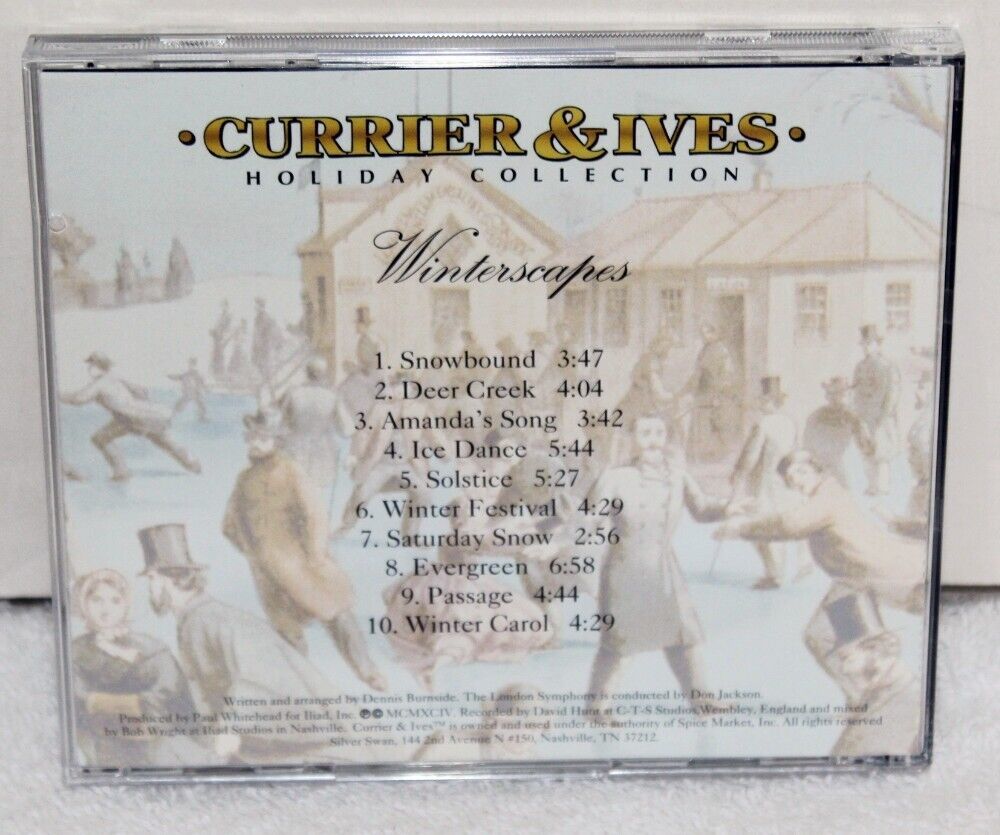 • CURRIER & IVES •
HOLIDAY COLLECTION
Winterscapes
1. Snowbound 3:47
2. Deer Creek 4:04
3. Amanda's Song 3:42
4. Ice Dance 5:44
5. Solstice 5:27
6. Winter Festival 4:29
7. Saturday Snow 2:56
8. Evergreen 6:58
9. Passage 4:44
10. Winter Carol 4:29
Written and arranged by Dennis Burnside. The London Symphony is conducted by Don Jackson.
Produced by Paul Whitehead for Iliad, Inc. ℗© MCMXCIV. Recorded by David Hunt at C-T-S Studios, Wembley, England and mixed
by Bob Wright at Iliad Studios in Nashville. Currier & Ives™ is owned and used under the authority of Spice Market, Inc. All rights reserved
Silver Swan, 144 2nd Avenue N #150, Nashville, TN 37212.